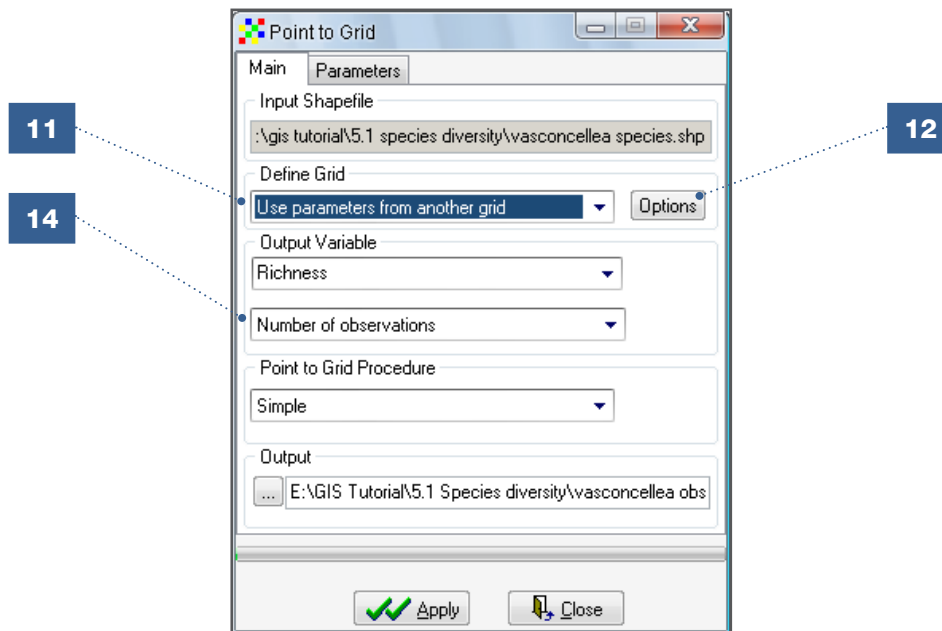 Point to Grid
Main Parameters
Input Shapefile
:\gis tutorial\5.1 species diversity\vasconcellea species.shp
11
12
Define Grid
Use parameters from another grid
Options
14
Output Variable
Richness
Number of observations
Point to Grid Procedure
Simple
Output
... E:\GIS Tutorial\5.1 Species diversity\vasconcellea obs
Apply
Close